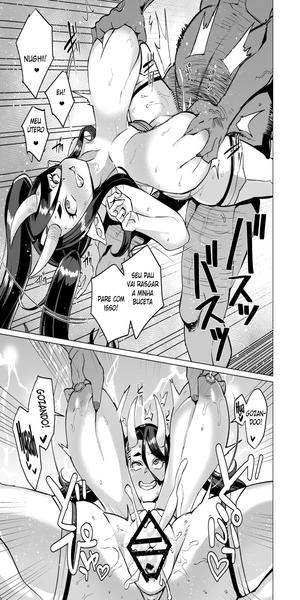 NUGHI!
♥
EH!
♥
MEU
ÚTERO
SEU PAU
VAI RASGAR
A MINHA
BUCETA
PARE COM
ISSO!
バスッ
バスッ
GOZAN-
DOO!
♥
GOZANDO!
♥